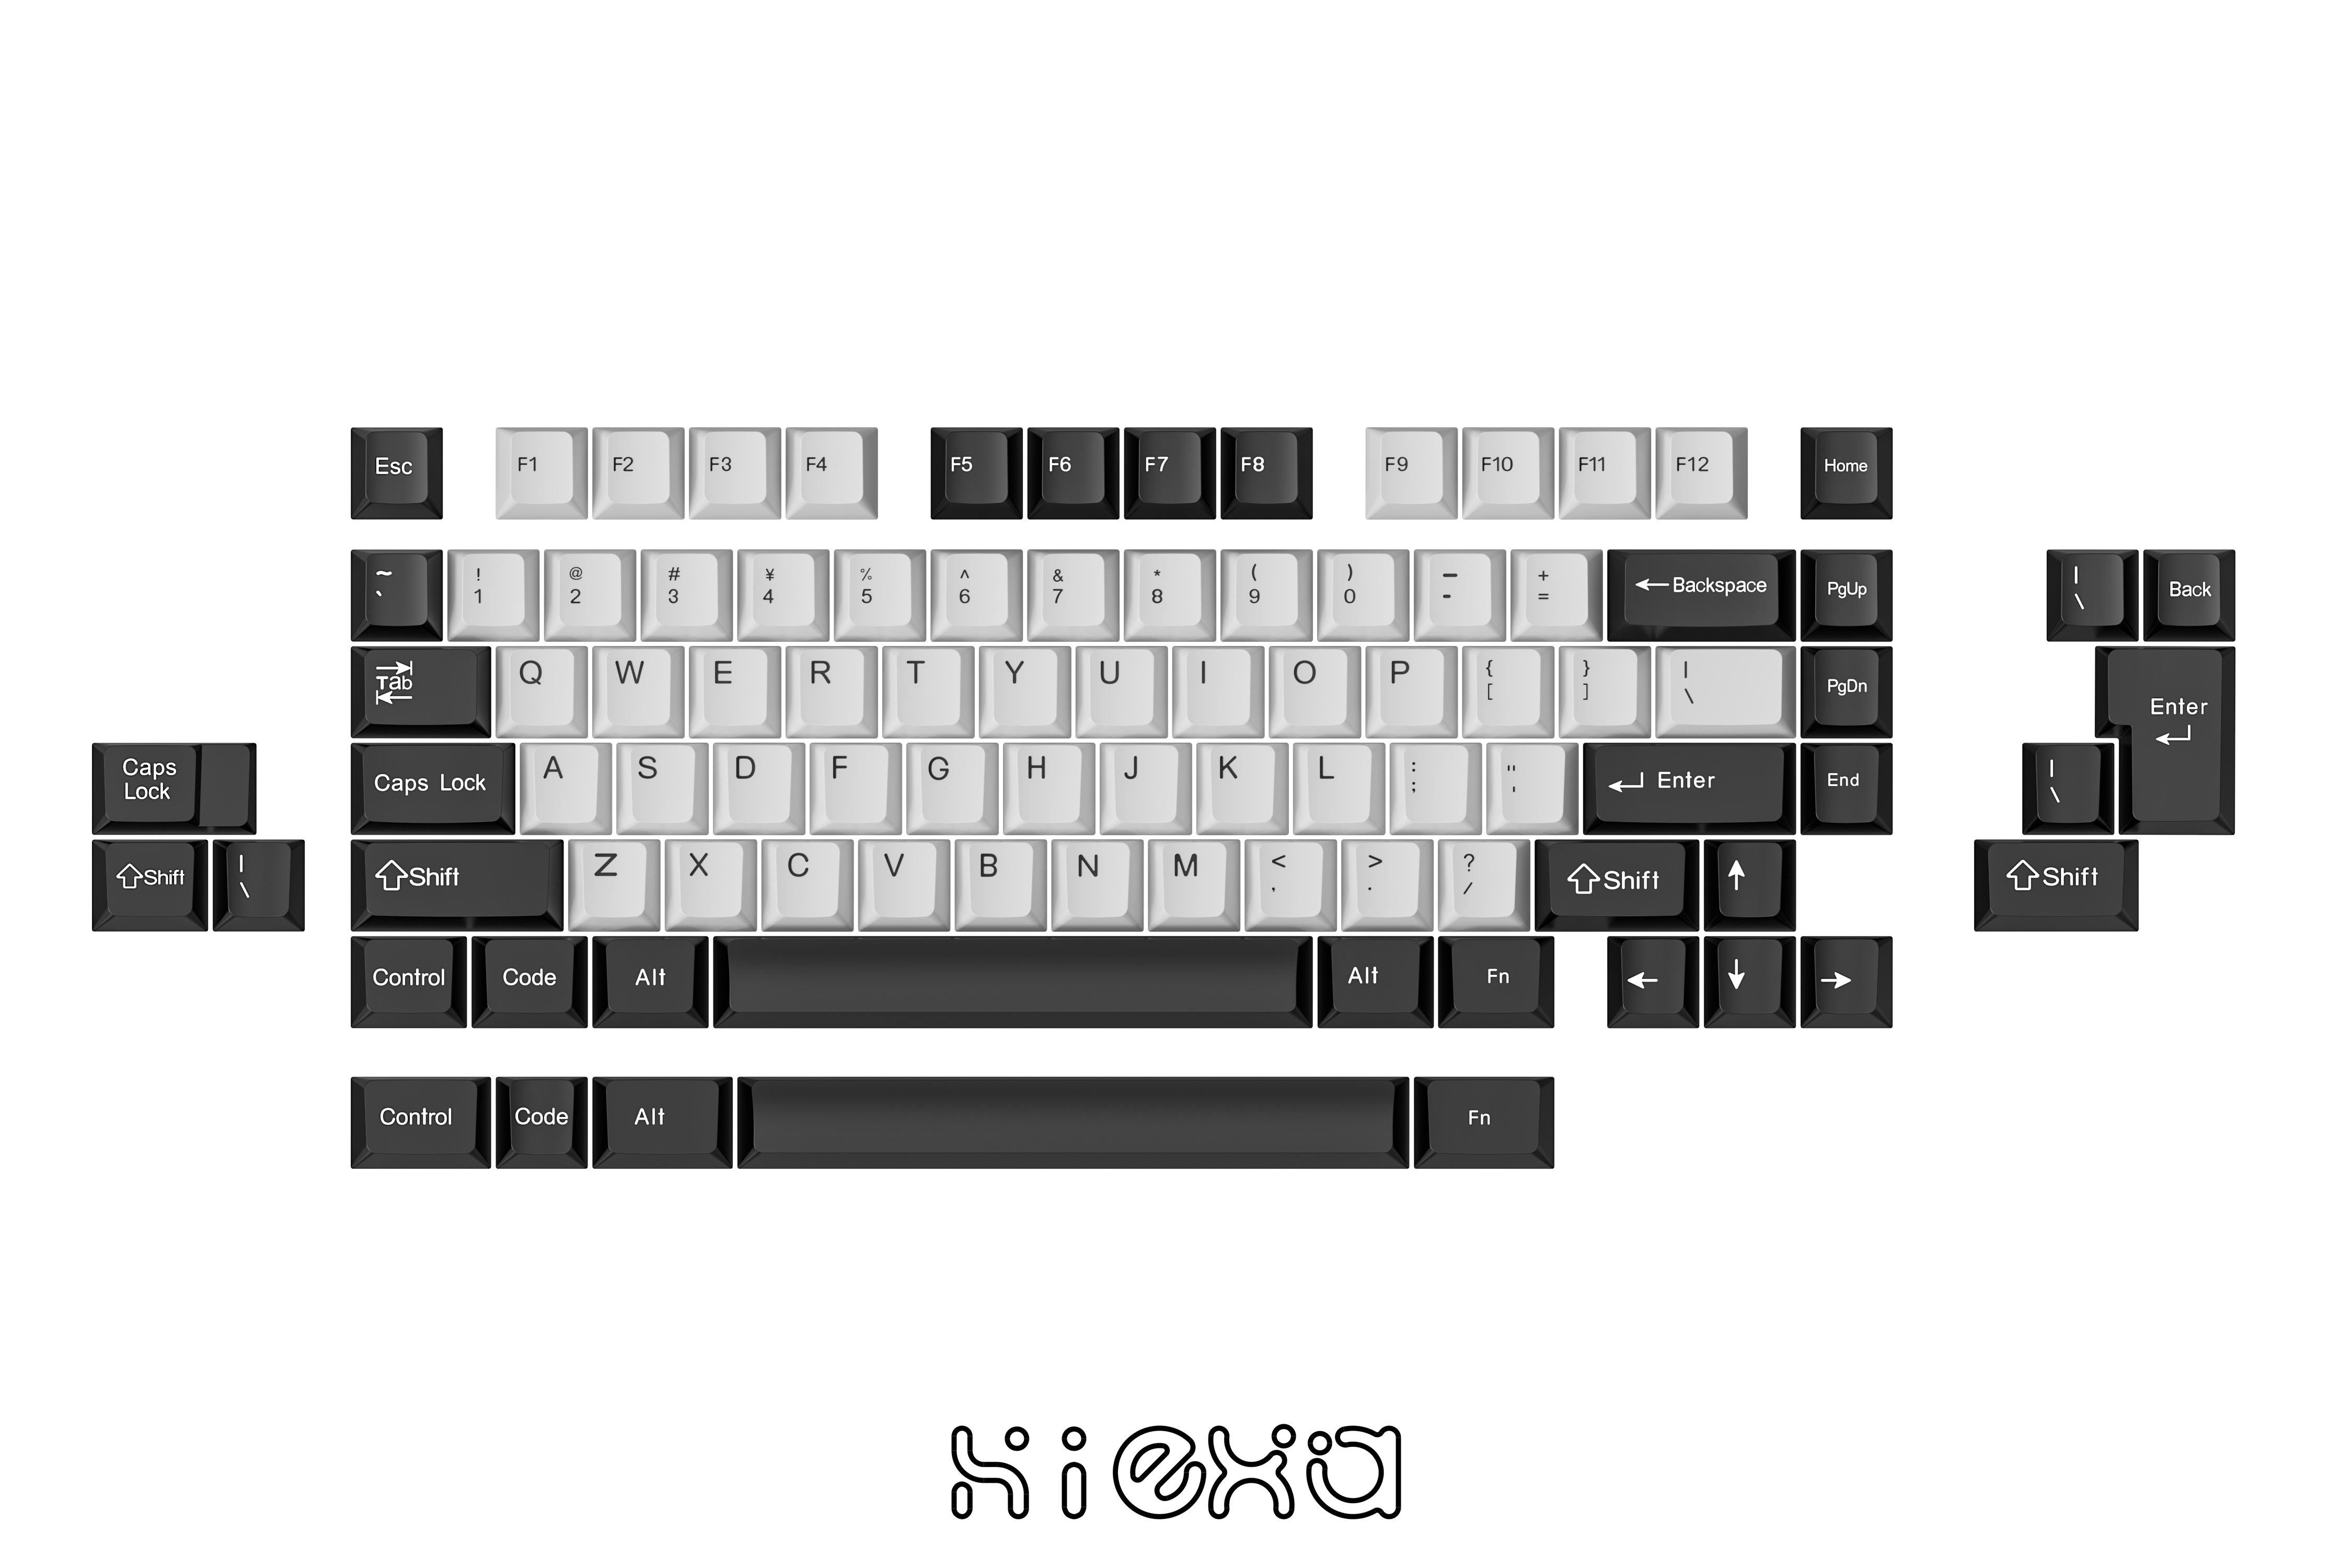 Esc F1 F2 F3 F4 F5 F6 F7 F8 F9 F10 F11 F12 Home
~ ! @ # ¥ % ^ & * ( ) − +
` 1 2 3 4 5 6 7 8 9 0 - = ←Backspace PgUp | \ Back
Tab Q W E R T Y U I O P { [ } ] | \ PgDn
Enter
Caps Lock
Caps Lock A S D F G H J K L : ; " ' Enter End | \
⇧Shift | \ ⇧Shift Z X C V B N M < , > . ? / ⇧Shift ↑ ⇧Shift
Control Code Alt Alt Fn ← ↓ →
Control Code Alt Fn
hiexa